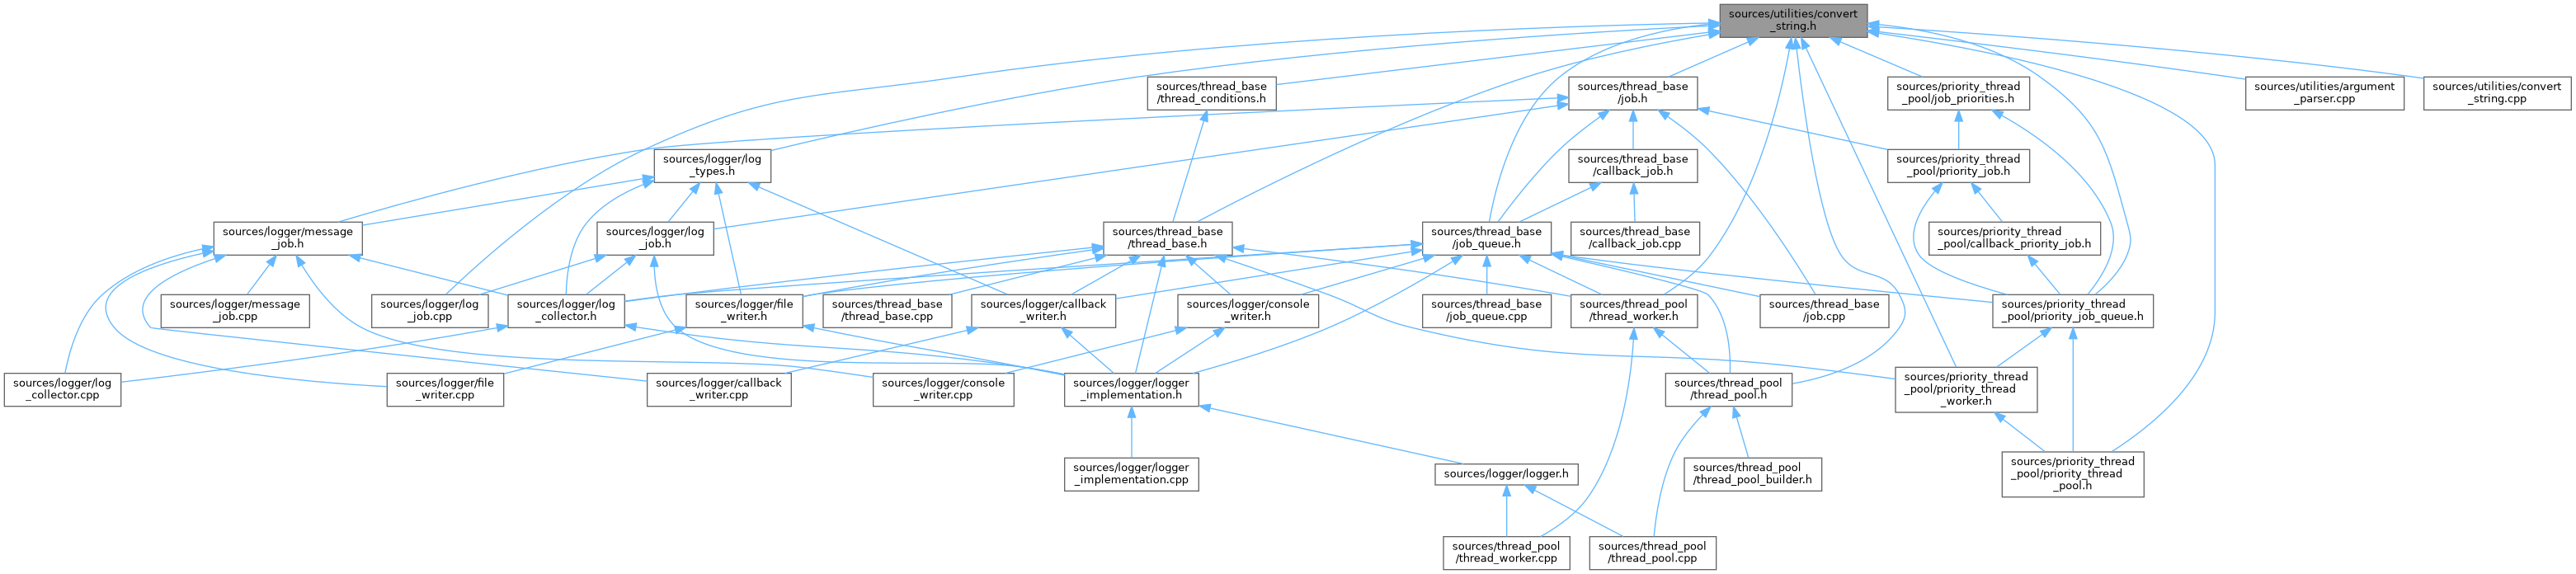 sources/utilities/convert
_string.h
sources/thread_base
/thread_conditions.h
sources/thread_base
/job.h
sources/priority_thread
_pool/job_priorities.h
sources/utilities/argument
_parser.cpp
sources/utilities/convert
_string.cpp
sources/logger/log
_types.h
sources/thread_base
/callback_job.h
sources/priority_thread
_pool/priority_job.h
sources/logger/message
_job.h
sources/logger/log
_job.h
sources/thread_base
/thread_base.h
sources/thread_base
/job_queue.h
sources/thread_base
/callback_job.cpp
sources/priority_thread
_pool/callback_priority_job.h
sources/logger/message
_job.cpp
sources/logger/log
_job.cpp
sources/logger/log
_collector.h
sources/logger/file
_writer.h
sources/thread_base
/thread_base.cpp
sources/logger/callback
_writer.h
sources/logger/console
_writer.h
sources/thread_base
/job_queue.cpp
sources/thread_pool
/thread_worker.h
sources/thread_base
/job.cpp
sources/priority_thread
_pool/priority_job_queue.h
sources/logger/log
_collector.cpp
sources/logger/file
_writer.cpp
sources/logger/callback
_writer.cpp
sources/logger/console
_writer.cpp
sources/logger/logger
_implementation.h
sources/thread_pool
/thread_pool.h
sources/priority_thread
_pool/priority_thread
_worker.h
sources/logger/logger
_implementation.cpp
sources/logger/logger.h
sources/thread_pool
/thread_pool_builder.h
sources/priority_thread
_pool/priority_thread
_pool.h
sources/thread_pool
/thread_worker.cpp
sources/thread_pool
/thread_pool.cpp